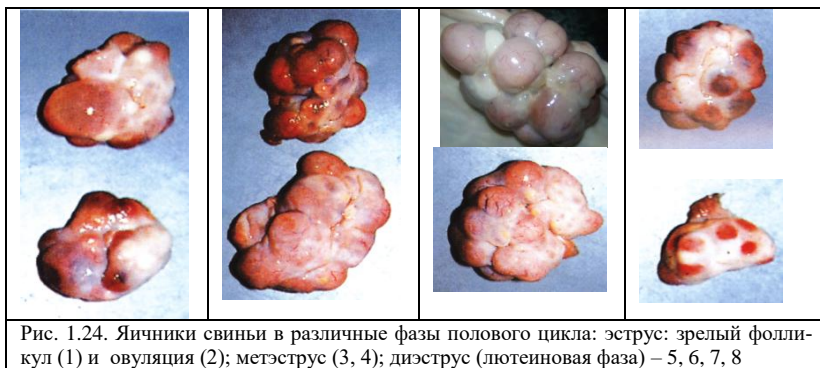 Рис. 1.24. Яичники свиньи в различные фазы полового цикла: эструс: зрелый фолли-
кул (1) и овуляция (2); метэструс (3, 4); диэструс (лютеиновая фаза) – 5, 6, 7, 8